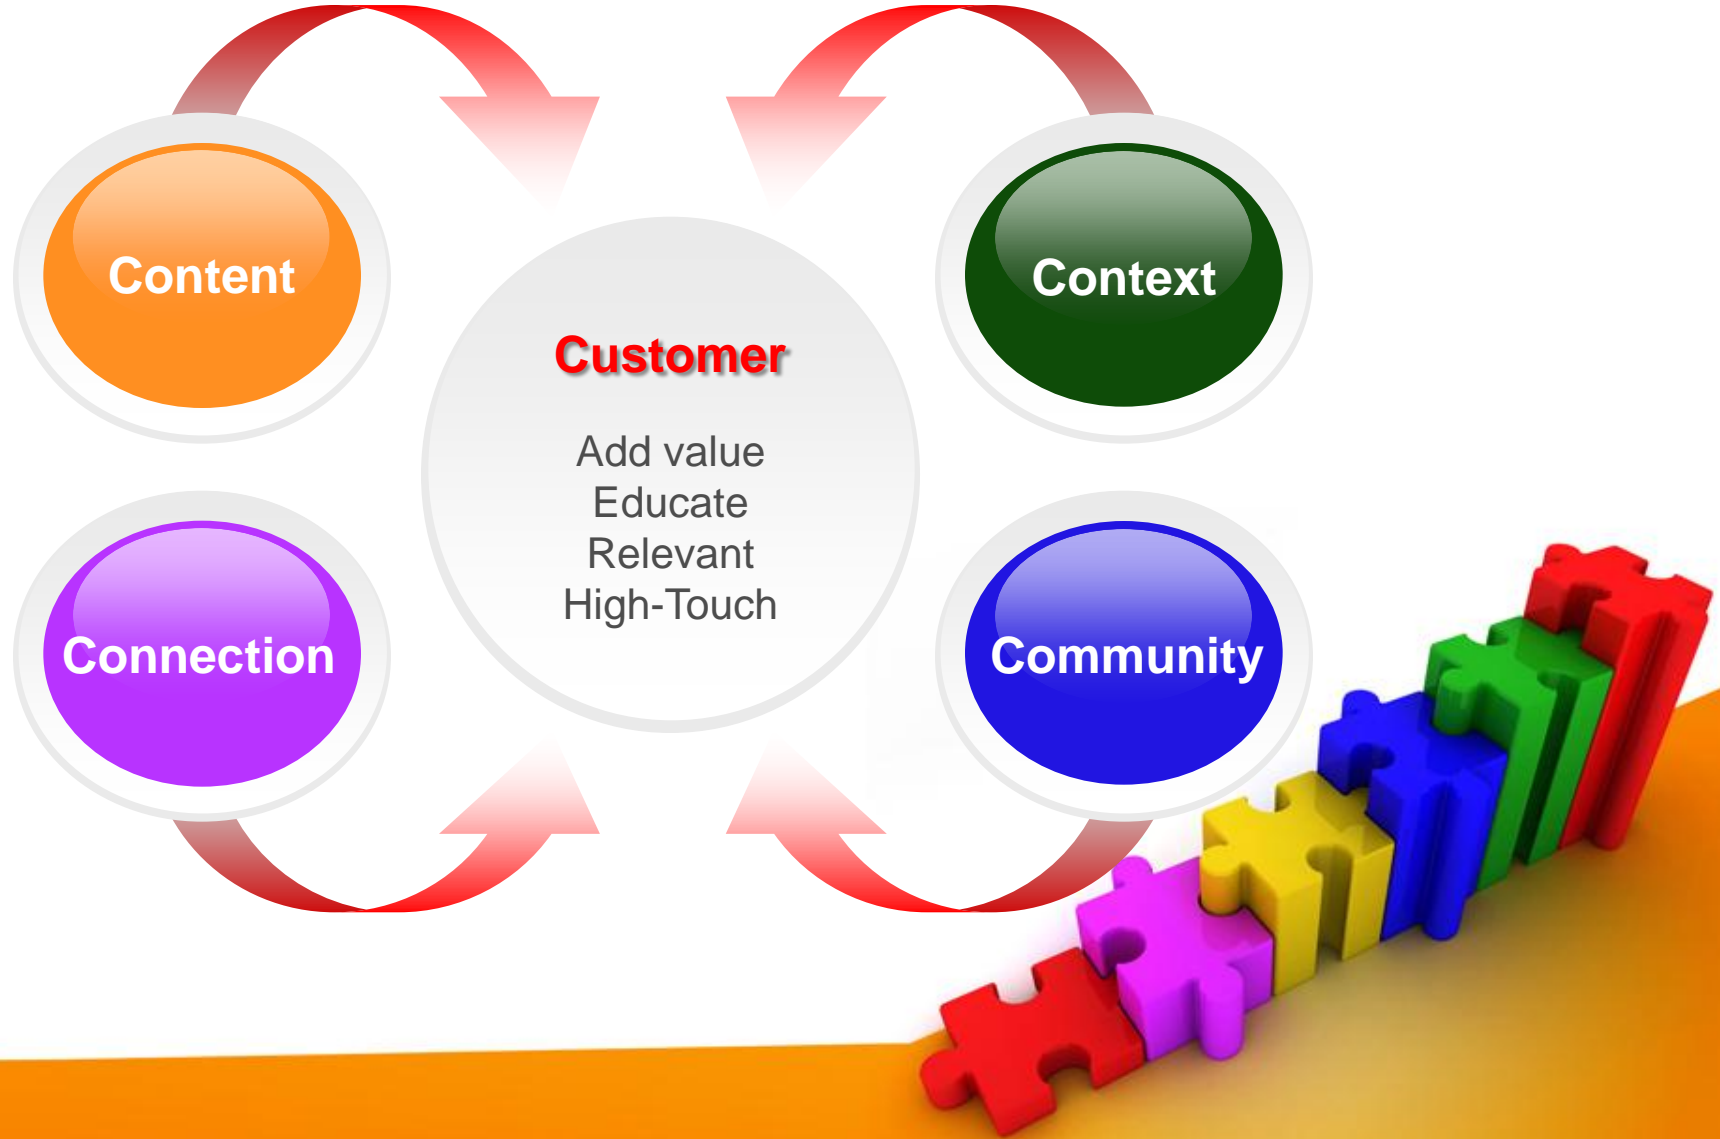 Content
Context
Customer
Add value
Educate
Relevant
High-Touch
Connection
Community